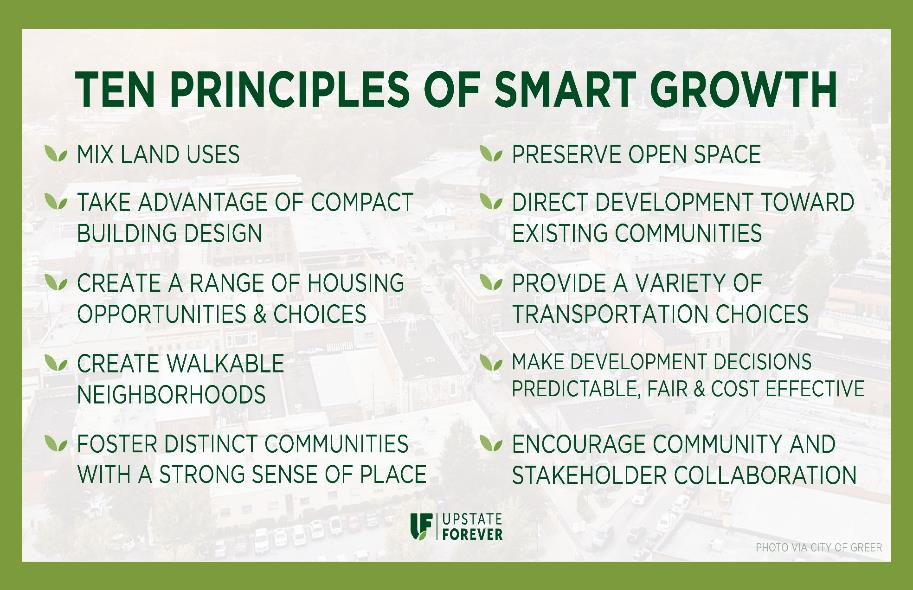 TEN PRINCIPLES OF SMART GROWTH
MIX LAND USES
TAKE ADVANTAGE OF COMPACT
BUILDING DESIGN
CREATE A RANGE OF HOUSING
OPPORTUNITIES & CHOICES
CREATE WALKABLE
NEIGHBORHOODS
FOSTER DISTINCT COMMUNITIES
WITH A STRONG SENSE OF PLACE
PRESERVE OPEN SPACE
DIRECT DEVELOPMENT TOWARD
EXISTING COMMUNITIES
PROVIDE A VARIETY OF
TRANSPORTATION CHOICES
MAKE DEVELOPMENT DECISIONS
PREDICTABLE, FAIR & COST EFFECTIVE
ENCOURAGE COMMUNITY AND
STAKEHOLDER COLLABORATION
UF UPSTATE
FOREVER
PHOTO VIA CITY OF GREER